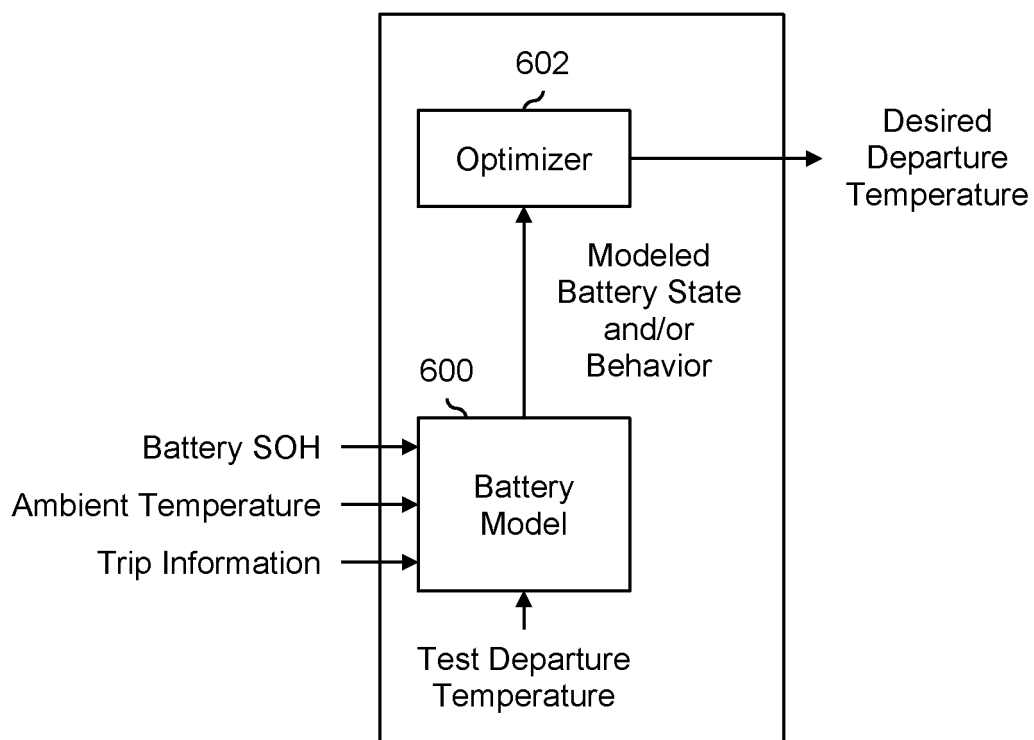 602
Optimizer
Desired
Departure
Temperature
Modeled
Battery State
and/or
Behavior
600
Battery SOH
Ambient Temperature
Trip Information
Battery
Model
Test Departure
Temperature